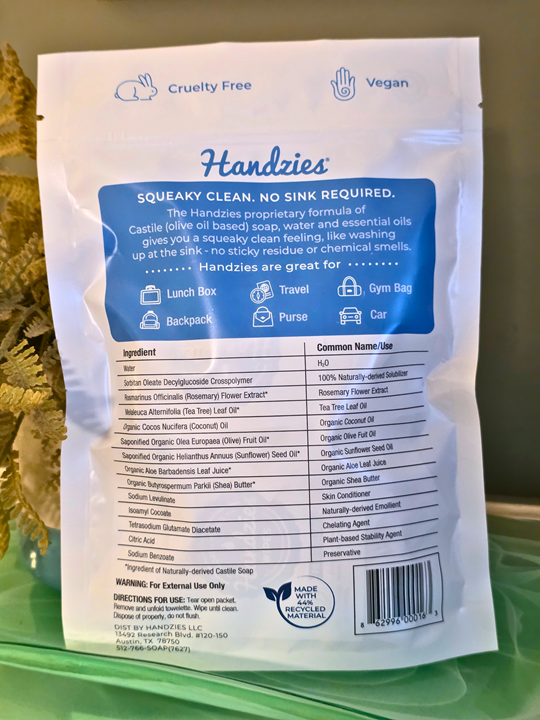 Cruelty Free Vegan
Handzies®
SQUEAKY CLEAN. NO SINK REQUIRED.
The Handzies proprietary formula of
Castile (olive oil based) soap, water and essential oils
gives you a squeaky clean feeling, like washing
up at the sink - no sticky residue or chemical smells.
Handzies are great for
Lunch Box Travel Gym Bag
Backpack Purse Car
Ingredient Common Name/Use
Water H₂O
Sorbitan Oleate Decylglucoside Crosspolymer 100% Naturally-derived Solubilizer
Romarinus Officinalis (Rosemary) Flower Extract* Rosemary Flower Extract
Melaleuca Alternifolia (Tea Tree) Leaf Oil* Tea Tree Leaf Oil
Organic Cocos Nucifera (Coconut) Oil Organic Coconut Oil
Saponified Organic Olea Europaea (Olive) Fruit Oil* Organic Olive Fruit Oil
Saponified Organic Helianthus Annuus (Sunflower) Seed Oil* Organic Sunflower Seed Oil
Organic Aloe Barbadensis Leaf Juice* Organic Aloe Leaf Juice
Organic Butyrospermum Parkii (Shea) Butter* Organic Shea Butter
Sodium Levulinate Skin Conditioner
Isoamyl Cocoate Naturally-derived Emollient
Tetrasodium Glutamate Diacetate Chelating Agent
Citric Acid Plant-based Stability Agent
Sodium Benzoate Preservative
*Ingredient of Naturally-derived Castile Soap
WARNING: For External Use Only
DIRECTIONS FOR USE: Tear open packet.
Remove and unfold towelette. Wipe until clean.
Dispose of properly, do not flush.
DIST BY HANDZIES LLC
13492 Research Blvd. #120-150
Austin, TX 78750
512-766-SOAP(7627)
MADE
WITH
44%
RECYCLED
MATERIAL
8 62996 00016 3